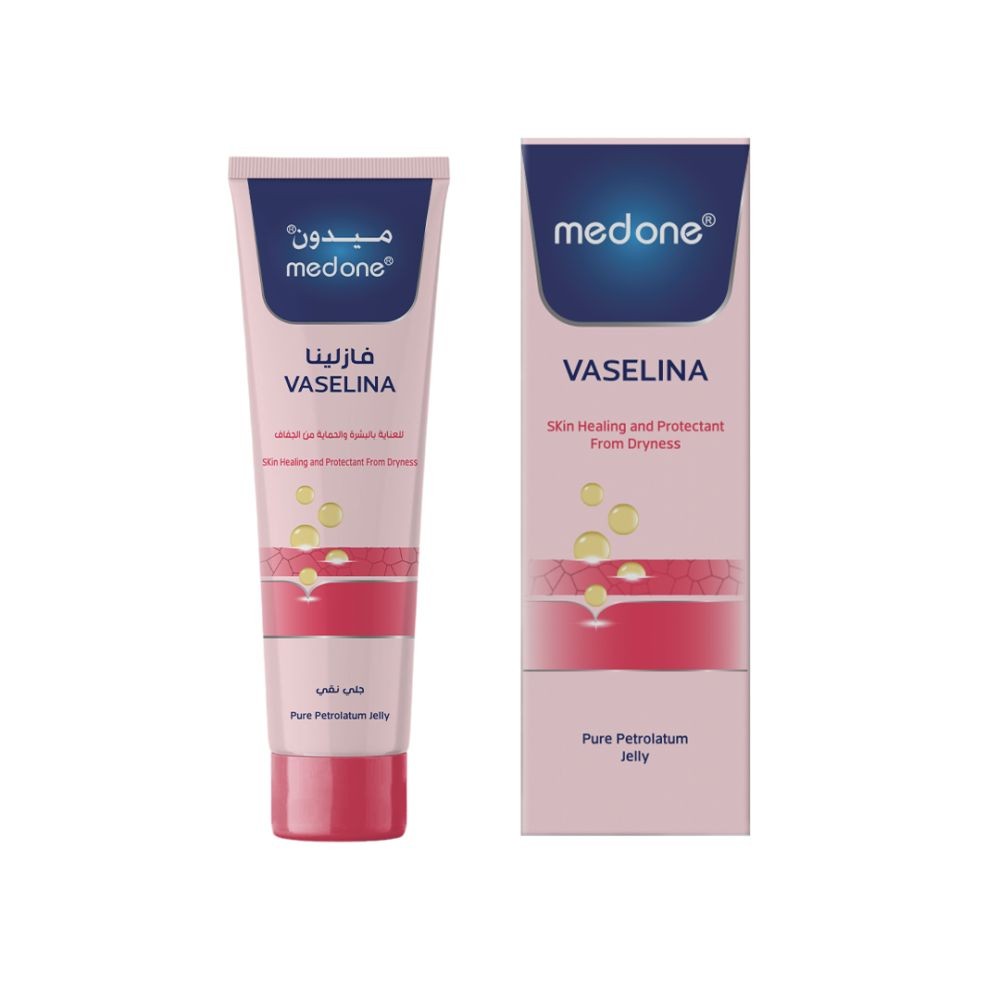 ميدون®
medone®
فازلينا
VASELINA
للعناية بالبشرة والحماية من الجفاف
SKin Healing and Protectant From Dryness
جلي نقي
Pure Petrolatum Jelly
medone®
VASELINA
SKin Healing and Protectant
From Dryness
Pure Petrolatum
Jelly